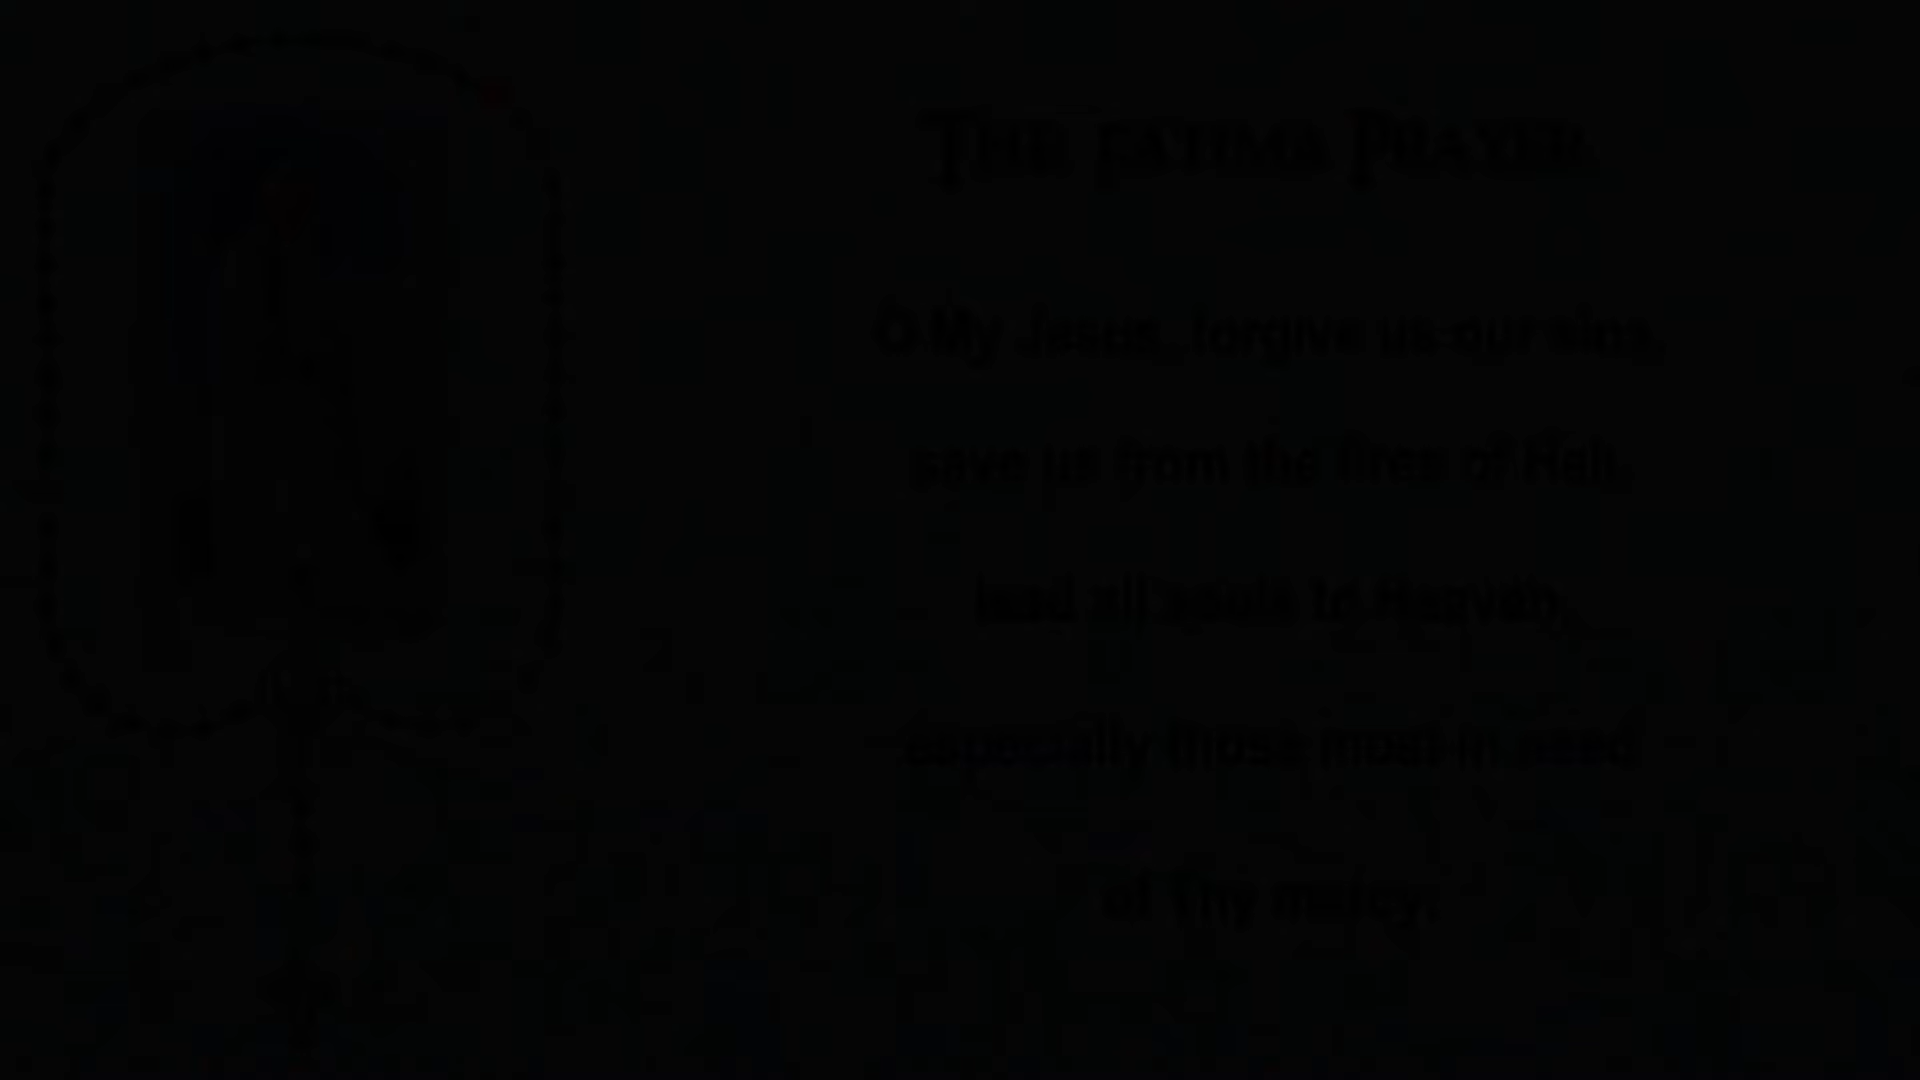 THE FATIMA PRAYER
O My Jesus, forgive us our sins,
save us from the fires of Hell,
lead all souls to Heaven,
especially those most in need
of Thy mercy.